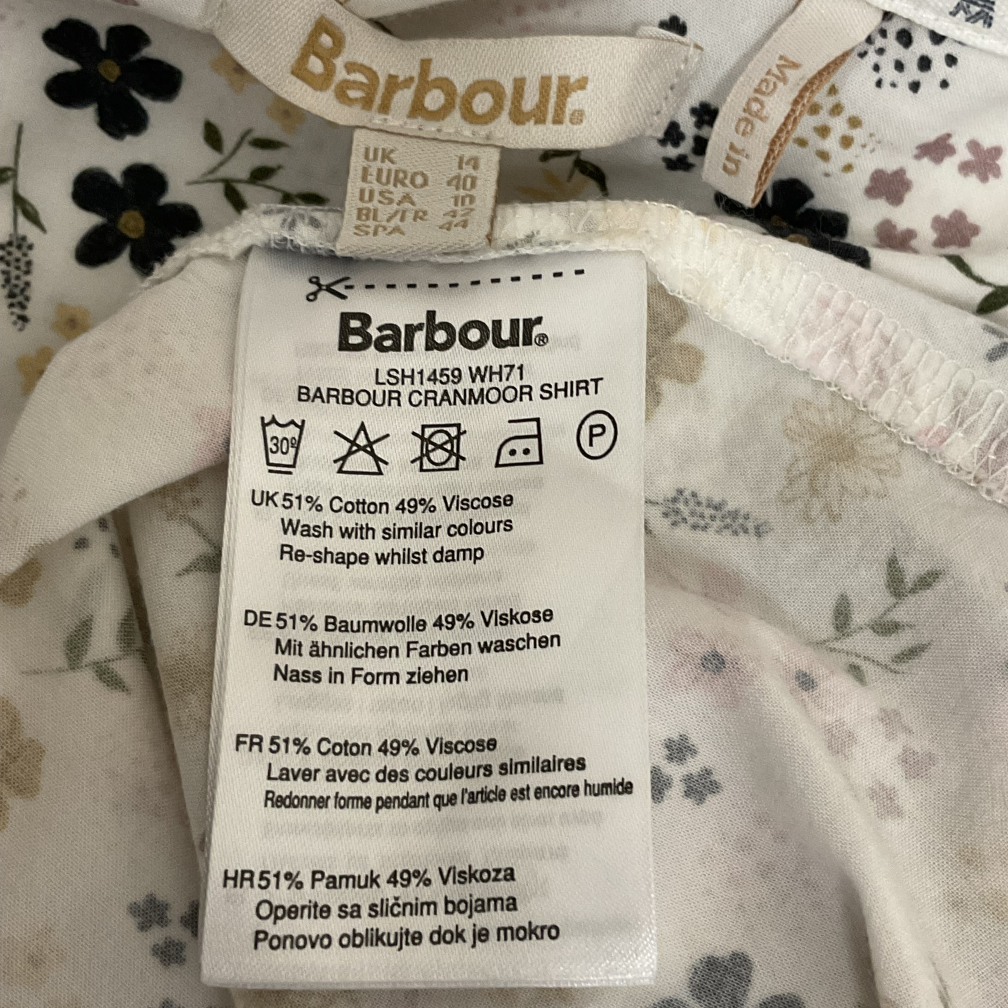 Barbour.
Made in
UK 14
EURO 40
USA 10
BL/TR 42
SPA 44
Barbour®
LSH1459 WH71
BARBOUR CRANMOOR SHIRT
30º
P
UK 51% Cotton 49% Viscose
Wash with similar colours
Re-shape whilst damp
DE 51% Baumwolle 49% Viskose
Mit ähnlichen Farben waschen
Nass in Form ziehen
FR 51% Coton 49% Viscose
Laver avec des couleurs similaires
Redonner forme pendant que l'article est encore humide
HR 51% Pamuk 49% Viskoza
Operite sa sličnim bojama
Ponovo oblikujte dok je mokro